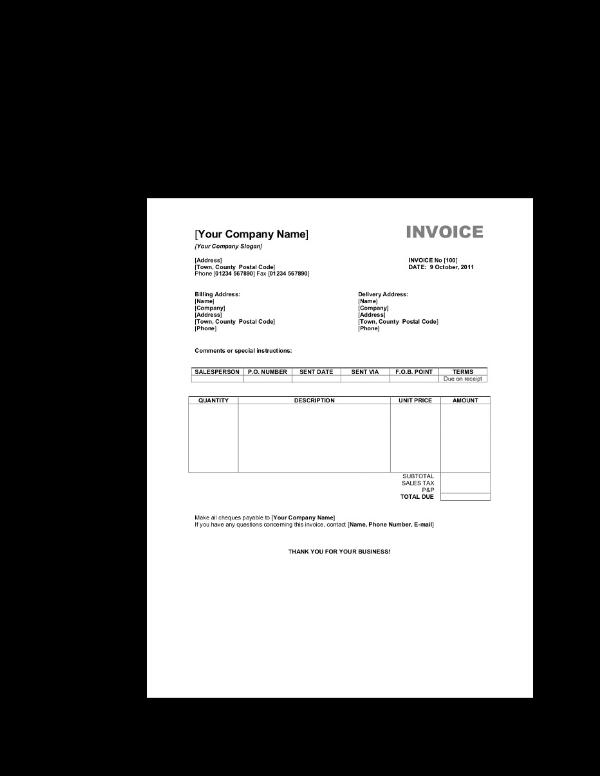 [Your Company Name]
INVOICE
[Your Company Slogan]
[Address]
[Town, County  Postal Code]
Phone [01234 567890] Fax [01234 567890]
INVOICE No [100]
DATE:  9 October, 2011
Billing Address:
[Name]
[Company]
[Address]
[Town, County  Postal Code]
[Phone]
Delivery Address:
[Name]
[Company]
[Address]
[Town, County  Postal Code]
[Phone]
Comments or special instructions:
SALESPERSON P.O. NUMBER SENT DATE SENT VIA F.O.B. POINT TERMS
Due on receipt
QUANTITY DESCRIPTION UNIT PRICE AMOUNT
SUBTOTAL
SALES TAX
P&P
TOTAL DUE
Make all cheques payable to [Your Company Name]
If you have any questions concerning this invoice, contact [Name, Phone Number, E-mail]
THANK YOU FOR YOUR BUSINESS!